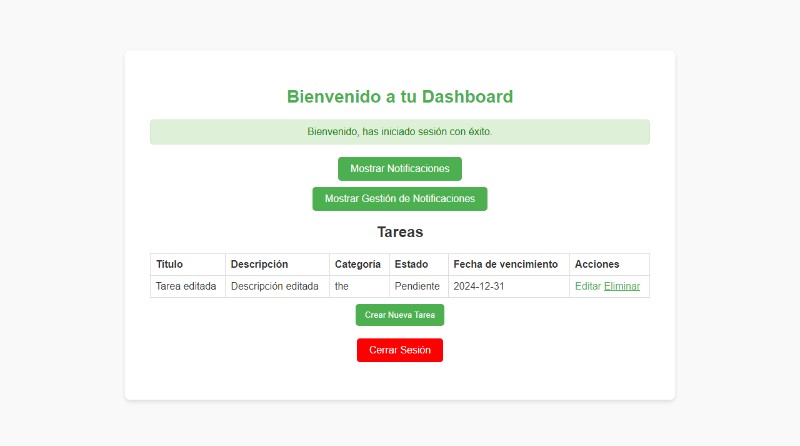 Bienvenido a tu Dashboard
Bienvenido, has iniciado sesión con éxito.
Mostrar Notificaciones
Mostrar Gestión de Notificaciones
Tareas
Título Descripción Categoría Estado Fecha de vencimiento Acciones
Tarea editada Descripción editada the Pendiente 2024-12-31 Editar Eliminar
Crear Nueva Tarea
Cerrar Sesión